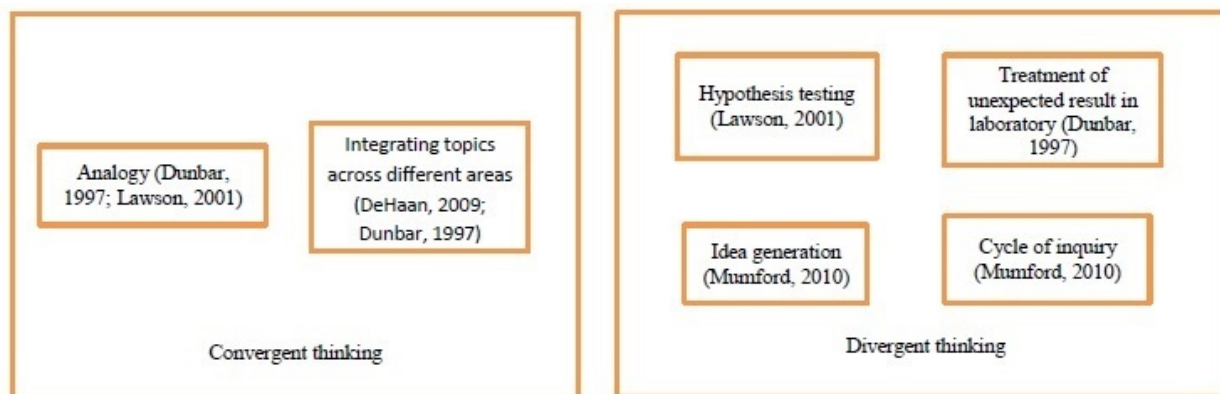 Analogy (Dunbar,
1997; Lawson, 2001)
Integrating topics
across different areas
(DeHaan, 2009;
Dunbar, 1997)
Convergent thinking
Hypothesis testing
(Lawson, 2001)
Treatment of
unexpected result in
laboratory (Dunbar,
1997)
Idea generation
(Mumford, 2010)
Cycle of inquiry
(Mumford, 2010)
Divergent thinking